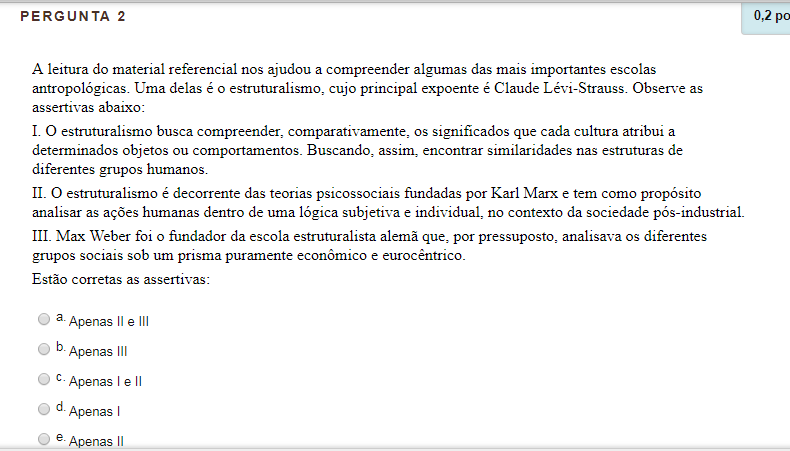 PERGUNTA 2
0,2 po
A leitura do material referencial nos ajudou a compreender algumas das mais importantes escolas
antropológicas. Uma delas é o estruturalismo, cujo principal expoente é Claude Lévi-Strauss. Observe as
assertivas abaixo:
I. O estruturalismo busca compreender, comparativamente, os significados que cada cultura atribui a
determinados objetos ou comportamentos. Buscando, assim, encontrar similaridades nas estruturas de
diferentes grupos humanos.
II. O estruturalismo é decorrente das teorias psicossociais fundadas por Karl Marx e tem como propósito
analisar as ações humanas dentro de uma lógica subjetiva e individual, no contexto da sociedade pós-industrial.
III. Max Weber foi o fundador da escola estruturalista alemã que, por pressuposto, analisava os diferentes
grupos sociais sob um prisma puramente econômico e eurocêntrico.
Estão corretas as assertivas:
a. Apenas II e III
b. Apenas III
c. Apenas I e II
d. Apenas I
e. Apenas II